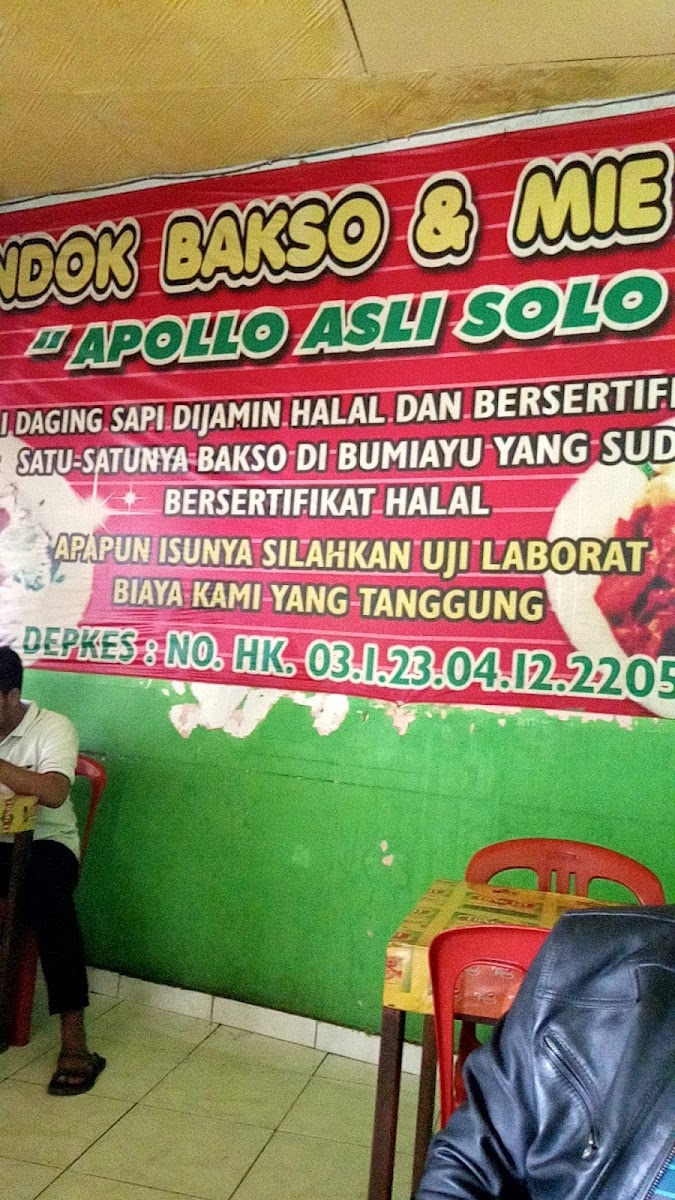 NDOK BAKSO & MIE
"APOLLO ASLI SOLO
I DAGING SAPI DIJAMIN HALAL DAN BERSERTIFI
SATU-SATUNYA BAKSO DI BUMIAYU YANG SUD
BERSERTIFIKAT HALAL
APAPUN ISUNYA SILAHKAN UJI LABORAT
BIAYA KAMI YANG TANGGUNG
DEPKES : NO. HK. 03.1.23.04.12.2205